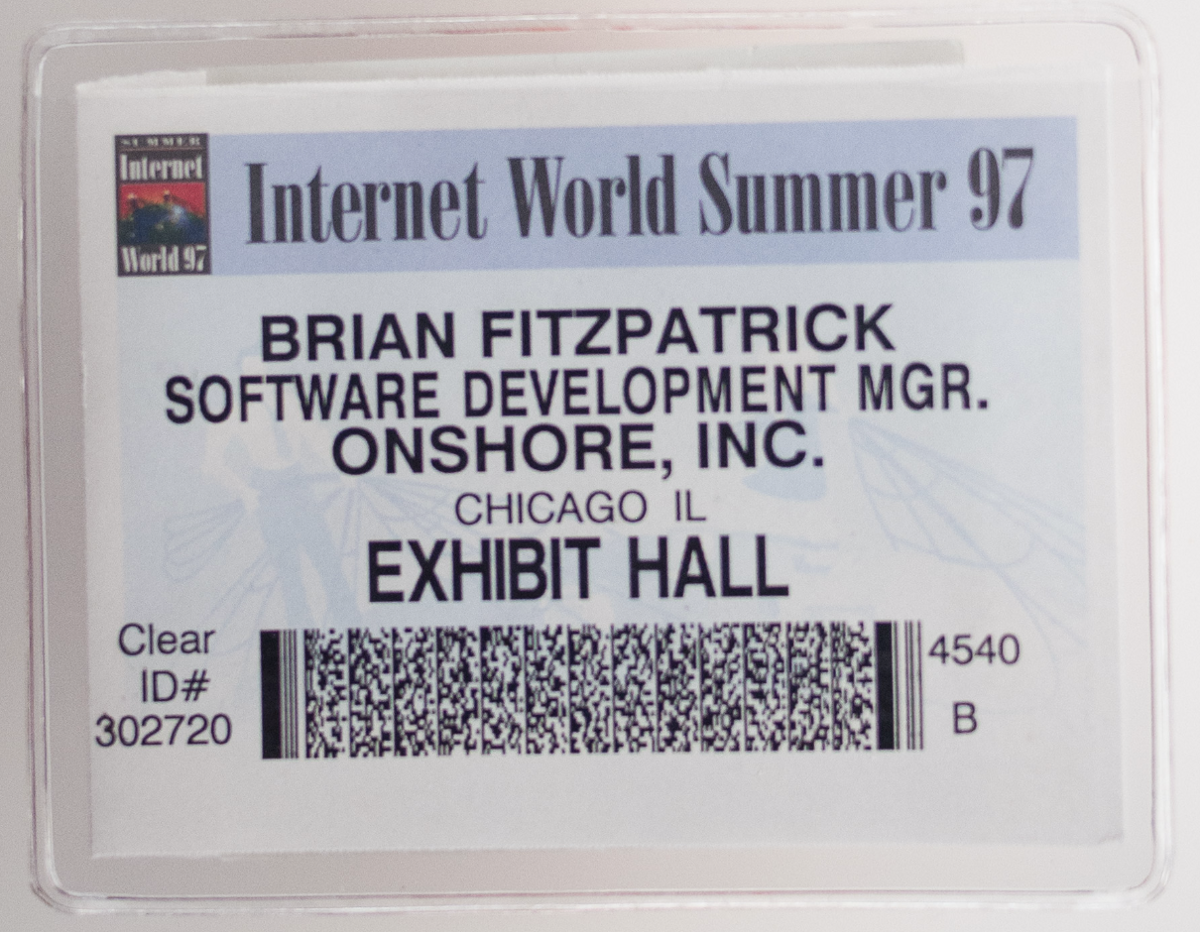 SUMMER
Internet
World 97
Internet World Summer 97
BRIAN FITZPATRICK
SOFTWARE DEVELOPMENT MGR.
ONSHORE, INC.
CHICAGO IL
EXHIBIT HALL
Clear
ID#
302720
4540
B